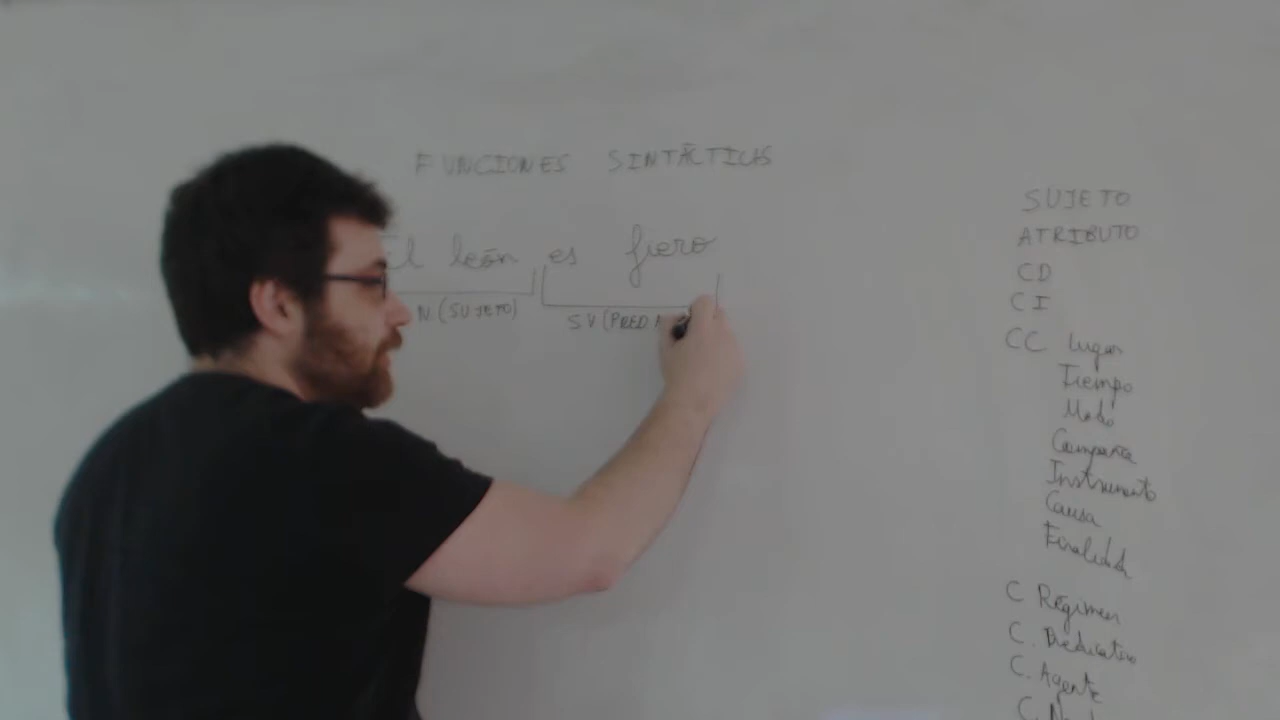 FUNCIONES SINTÁCTICAS
El león es fiero
N (SUJETO)
SV (PRED N
SUJETO
ATRIBUTO
CD
CI
CC Lugar
Tiempo
Modo
Compañía
Instrumento
Causa
Finalidad
C Régimen
C. Predicativo
C. Agente
C. N